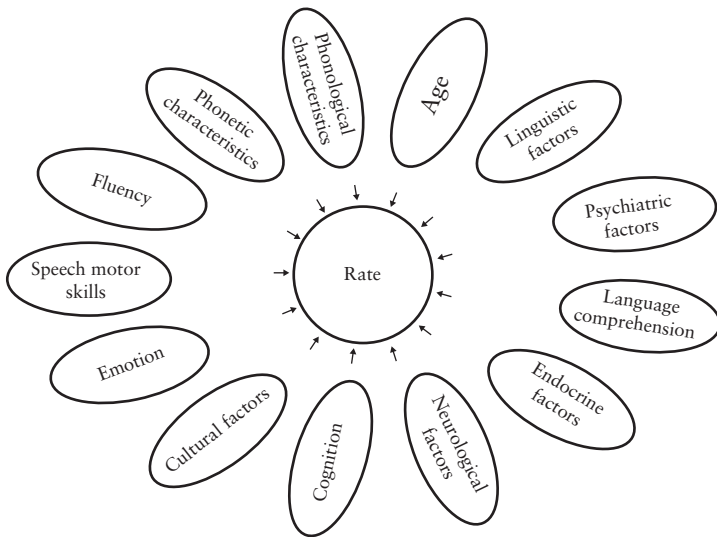 Phonological
characteristics
Age
Linguistic
factors
Psychiatric
factors
Language
comprehension
Endocrine
factors
Neurological
factors
Cognition
Cultural factors
Emotion
Speech motor
skills
Fluency
Phonetic
characteristics
Rate